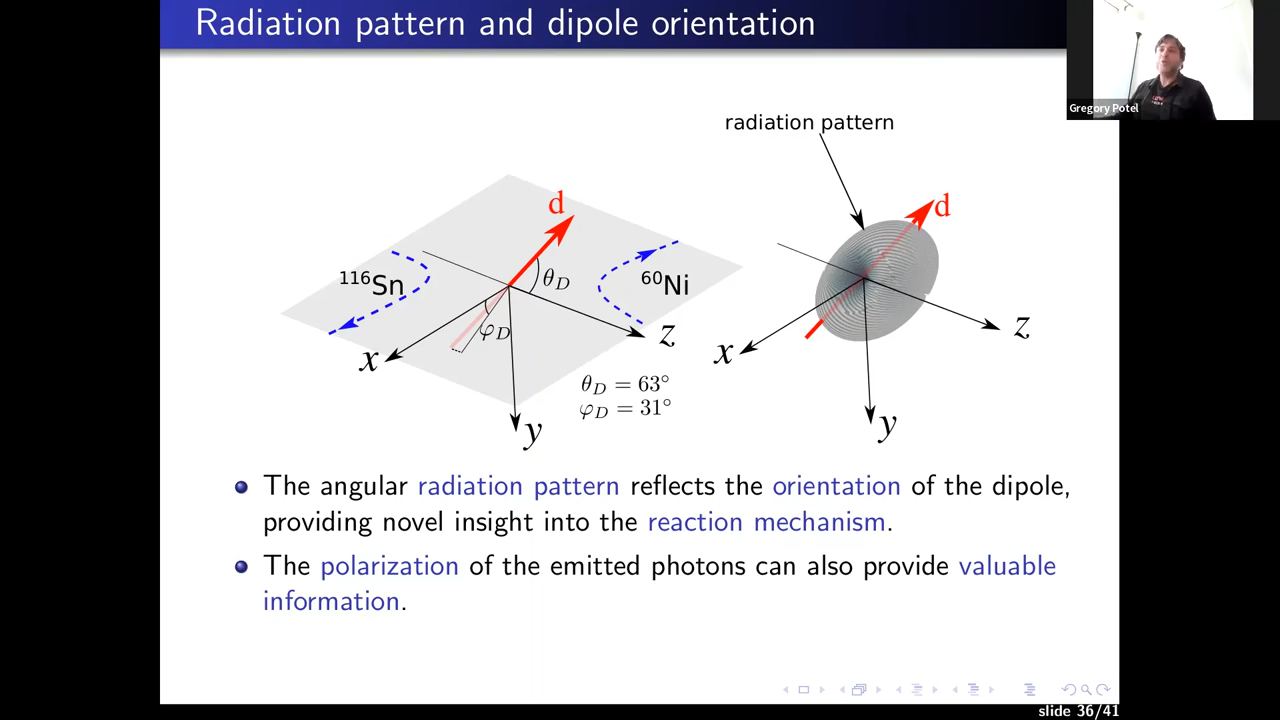 Radiation pattern and dipole orientation
Gregory Potel
radiation pattern
d
d
θD
116Sn
60Ni
φD
z
x
θD = 63°
φD = 31°
y
z
x
y
The angular radiation pattern reflects the orientation of the dipole,
providing novel insight into the reaction mechanism.
The polarization of the emitted photons can also provide valuable
information.
slide 36/41